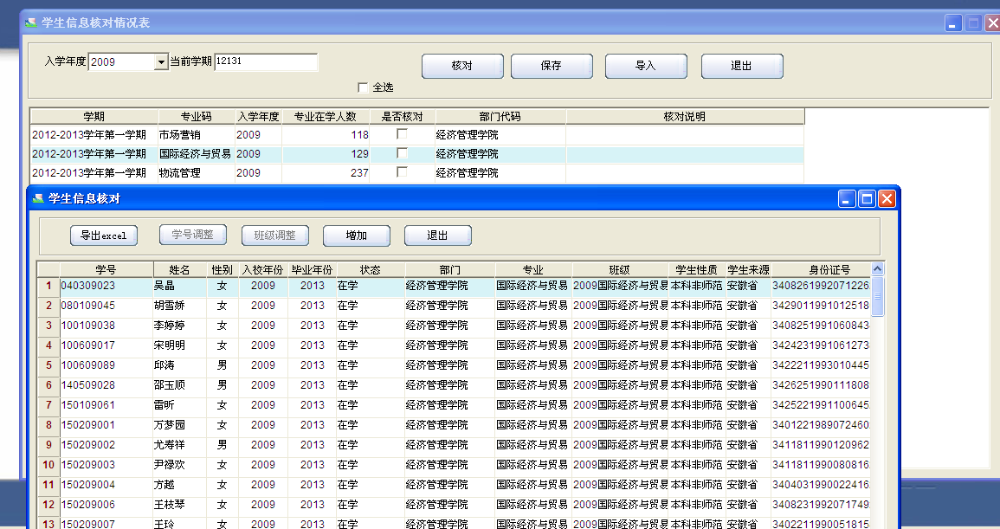 学生信息核对情况表
入学年度 2009 当前学期 12131 核对 保存 导入 退出
全选
学期 专业码 入学年度 专业在学人数 是否核对 部门代码 核对说明
2012-2013学年第一学期 市场营销 2009 118 经济管理学院
2012-2013学年第一学期 国际经济与贸易 2009 129 经济管理学院
2012-2013学年第一学期 物流管理 2009 237 经济管理学院
学生信息核对
导出excel 学号调整 班级调整 增加 退出
学号 姓名 性别 入校年份 毕业年份 状态 部门 专业 班级 学生性质 学生来源 身份证号
1 040309023 吴晶 女 2009 2013 在学 经济管理学院 国际经济与贸易 2009国际经济与贸易 本科非师范 安徽省 34082619920712262
2 080109045 胡雪娇 女 2009 2013 在学 经济管理学院 国际经济与贸易 2009国际经济与贸易 本科非师范 安徽省 3429011991012518
3 100109038 李婷婷 女 2009 2013 在学 经济管理学院 国际经济与贸易 2009国际经济与贸易 本科非师范 安徽省 3408251991060843
4 100609017 宋明明 女 2009 2013 在学 经济管理学院 国际经济与贸易 2009国际经济与贸易 本科非师范 安徽省 3424231991061273
5 100609089 邱涛 男 2009 2013 在学 经济管理学院 国际经济与贸易 2009国际经济与贸易 本科非师范 安徽省 3422211993010445
6 140509028 邵玉顺 男 2009 2013 在学 经济管理学院 国际经济与贸易 2009国际经济与贸易 本科非师范 安徽省 3426251990111808
7 150109061 雷昕 女 2009 2013 在学 经济管理学院 国际经济与贸易 2009国际经济与贸易 本科非师范 安徽省 3425221991100645
8 150209001 万梦园 女 2009 2013 在学 经济管理学院 国际经济与贸易 2009国际经济与贸易 本科非师范 安徽省 3401221989072460
9 150209002 尤寿祥 男 2009 2013 在学 经济管理学院 国际经济与贸易 2009国际经济与贸易 本科非师范 安徽省 3411811990120962
10 150209003 尹禄欢 女 2009 2013 在学 经济管理学院 国际经济与贸易 2009国际经济与贸易 本科非师范 安徽省 3411811990080816
11 150209004 方越 女 2009 2013 在学 经济管理学院 国际经济与贸易 2009国际经济与贸易 本科非师范 安徽省 3404031990022416
12 150209006 王枝琴 女 2009 2013 在学 经济管理学院 国际经济与贸易 2009国际经济与贸易 本科非师范 安徽省 3408231992071749
13 150209007 王玲 女 2009 2013 在学 经济管理学院 国际经济与贸易 2009国际经济与贸易 本科非师范 安徽省 3402211990051815